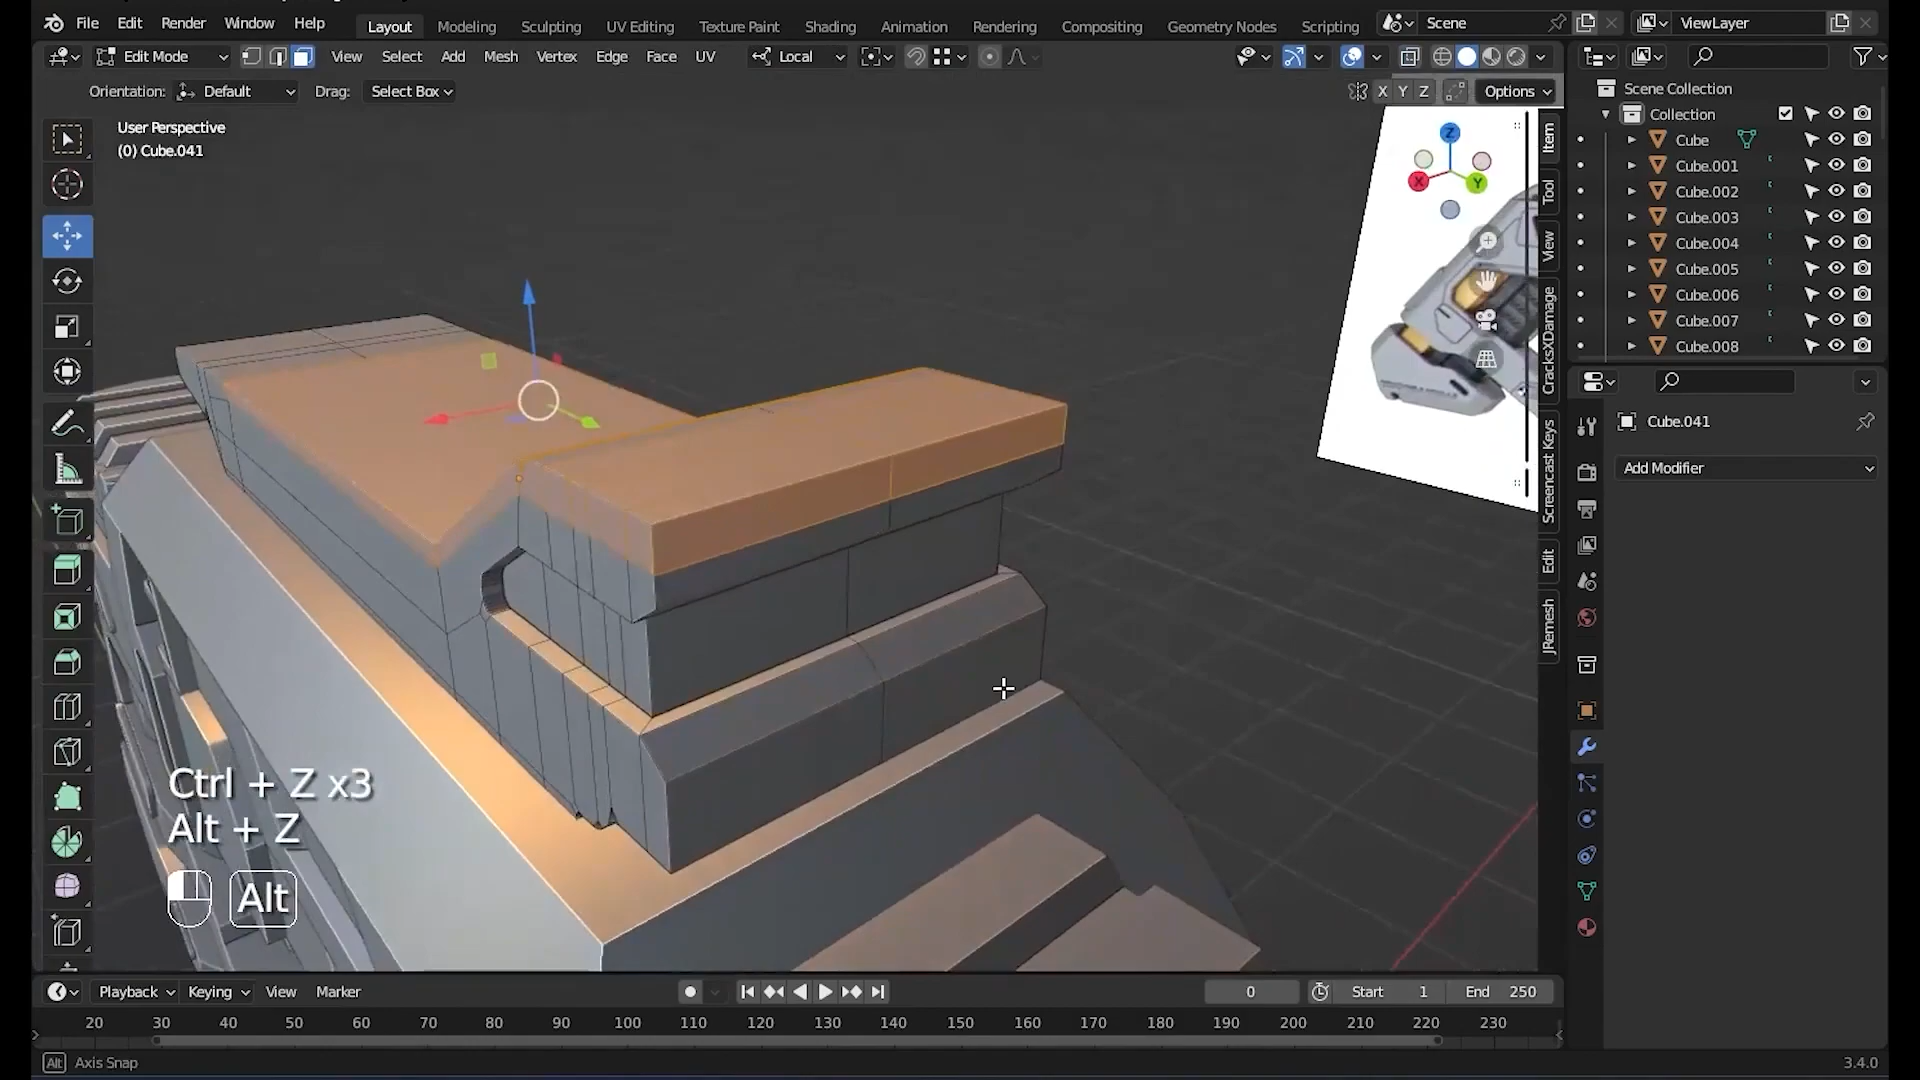 File Edit Render Window Help Layout Modeling Sculpting UV Editing Texture Paint Shading Animation Rendering Compositing Geometry Nodes Scripting Scene ViewLayer
Edit Mode View Select Add Mesh Vertex Edge Face UV Local
Orientation: Default Drag: Select Box X Y Z Options
User Perspective
(0) Cube.041
Z
X
Y
Item
Tool
View
CracksXDamage
Screencast Keys
Edit
JRemesh
Scene Collection
Collection
Cube
Cube.001
Cube.002
Cube.003
Cube.004
Cube.005
Cube.006
Cube.007
Cube.008
Cube.041
Add Modifier
Ctrl + Z x3
Alt + Z
Alt
Playback Keying View Marker 0 Start 1 End 250
20 30 40 50 60 70 80 90 100 110 120 130 140 150 160 170 180 190 200 210 220 230
Alt Axis Snap 3.4.0